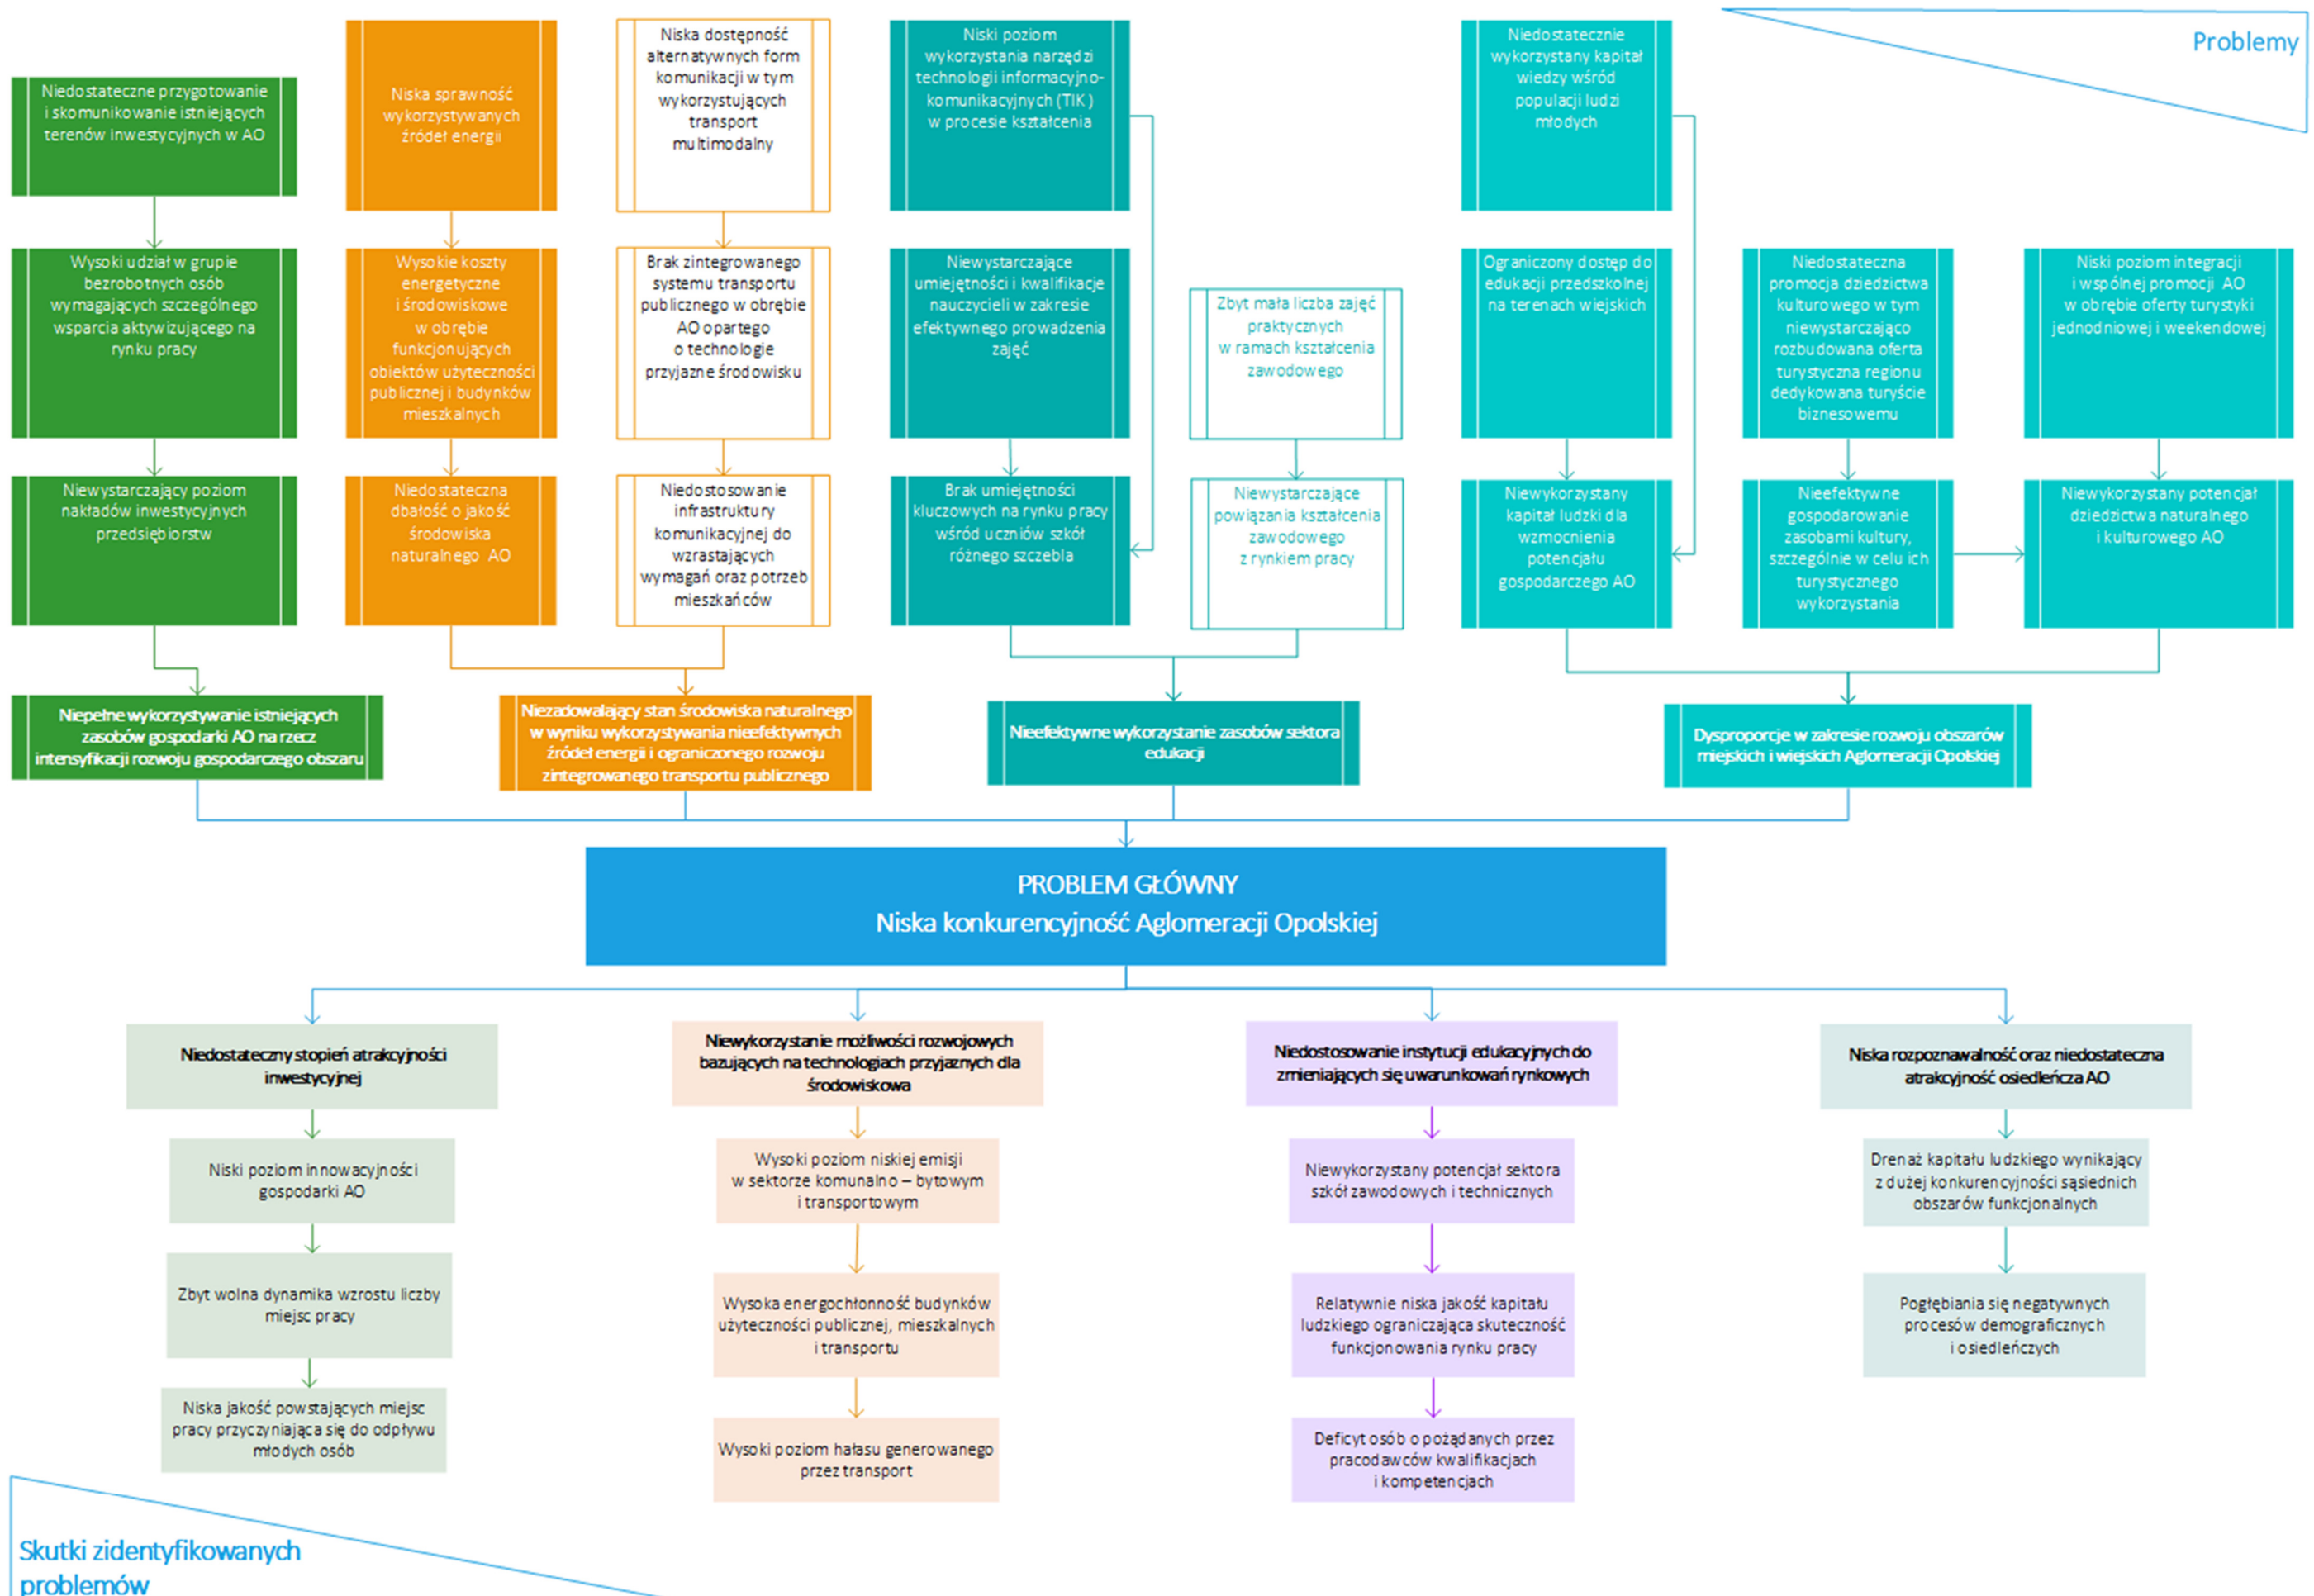 Problemy
Niedostateczne przygotowanie
i skomunikowanie istniejących
terenów inwestycyjnych w AO
Niska sprawność
wykorzystywanych
źródeł energii
Niska dostępność
alternatywnych form
komunikacji w tym
wykorzystujących
transport
multimodalny
Niski poziom
wykorzystania narzędzi
technologii informacyjno-
komunikacyjnych (TIK )
w procesie kształcenia
Niedostatecznie
wykorzystany kapitał
wiedzy wśród
populacji ludzi
młodych
Wysoki udział w grupie
bezrobotnych osób
wymagających szczególnego
wsparcia aktywizującego na
rynku pracy
Wysokie koszty
energetyczne
i środowiskowe
w obrębie
funkcjonujących
obiektów użyteczności
publicznej i budynków
mieszkalnych
Brak zintegrowanego
systemu transportu
publicznego w obrębie
AO opartego
o technologie
przyjazne środowisku
Niewystarczające
umiejętności i kwalifikacje
nauczycieli w zakresie
efektywnego prowadzenia
zajęć
Zbyt mała liczba zajęć
praktycznych
w ramach kształcenia
zawodowego
Ograniczony dostęp do
edukacji przedszkolnej
na terenach wiejskich
Niedostateczna
promocja dziedzictwa
kulturowego w tym
niewystarczająco
rozbudowana oferta
turystyczna regionu
dedykowana turyście
biznesowemu
Niski poziom integracji
i wspólnej promocji AO
w obrębie oferty turystyki
jednodniowej i weekendowej
Niewystarczający poziom
nakładów inwestycyjnych
przedsiębiorstw
Niedostateczna
dbałość o jakość
środowiska
naturalnego AO
Niedostosowanie
infrastruktury
komunikacyjnej do
wzrastających
wymagań oraz potrzeb
mieszkańców
Brak umiejętności
kluczowych na rynku pracy
wśród uczniów szkół
różnego szczebla
Niewystarczające
powiązania kształcenia
zawodowego
z rynkiem pracy
Niewykorzystany
kapitał ludzki dla
wzmocnienia
potencjału
gospodarczego AO
Nieefektywne
gospodarowanie
zasobami kultury,
szczególnie w celu ich
turystycznego
wykorzystania
Niewykorzystany potencjał
dziedzictwa naturalnego
i kulturowego AO
Niepełne wykorzystywanie istniejących
zasobów gospodarki AO na rzecz
intensyfikacji rozwoju gospodarczego obszaru
Niezadowalający stan środowiska naturalnego
w wyniku wykorzystywania nieefektywnych
źródeł energii i ograniczonego rozwoju
zintegrowanego transportu publicznego
Nieefektywne wykorzystanie zasobów sektora
edukacji
Dysproporcje w zakresie rozwoju obszarów
miejskich i wiejskich Aglomeracji Opolskiej
PROBLEM GŁÓWNY
Niska konkurencyjność Aglomeracji Opolskiej
Niedostateczny stopień atrakcyjności
inwestycyjnej
Niewykorzystanie możliwości rozwojowych
bazujących na technologiach przyjaznych dla
środowiskowa
Niedostosowanie instytucji edukacyjnych do
zmieniających się uwarunkowań rynkowych
Niska rozpoznawalność oraz niedostateczna
atrakcyjność osiedleńcza AO
Niski poziom innowacyjności
gospodarki AO
Wysoki poziom niskiej emisji
w sektorze komunalno – bytowym
i transportowym
Niewykorzystany potencjał sektora
szkół zawodowych i technicznych
Drenaż kapitału ludzkiego wynikający
z dużej konkurencyjności sąsiednich
obszarów funkcjonalnych
Zbyt wolna dynamika wzrostu liczby
miejsc pracy
Wysoka energochłonność budynków
użyteczności publicznej, mieszkalnych
i transportu
Relatywnie niska jakość kapitału
ludzkiego ograniczająca skuteczność
funkcjonowania rynku pracy
Pogłębiania się negatywnych
procesów demograficznych
i osiedleńczych
Niska jakość powstających miejsc
pracy przyczyniająca się do odpływu
młodych osób
Wysoki poziom hałasu generowanego
przez transport
Deficyt osób o pożądanych przez
pracodawców kwalifikacjach
i kompetencjach
Skutki zidentyfikowanych
problemów